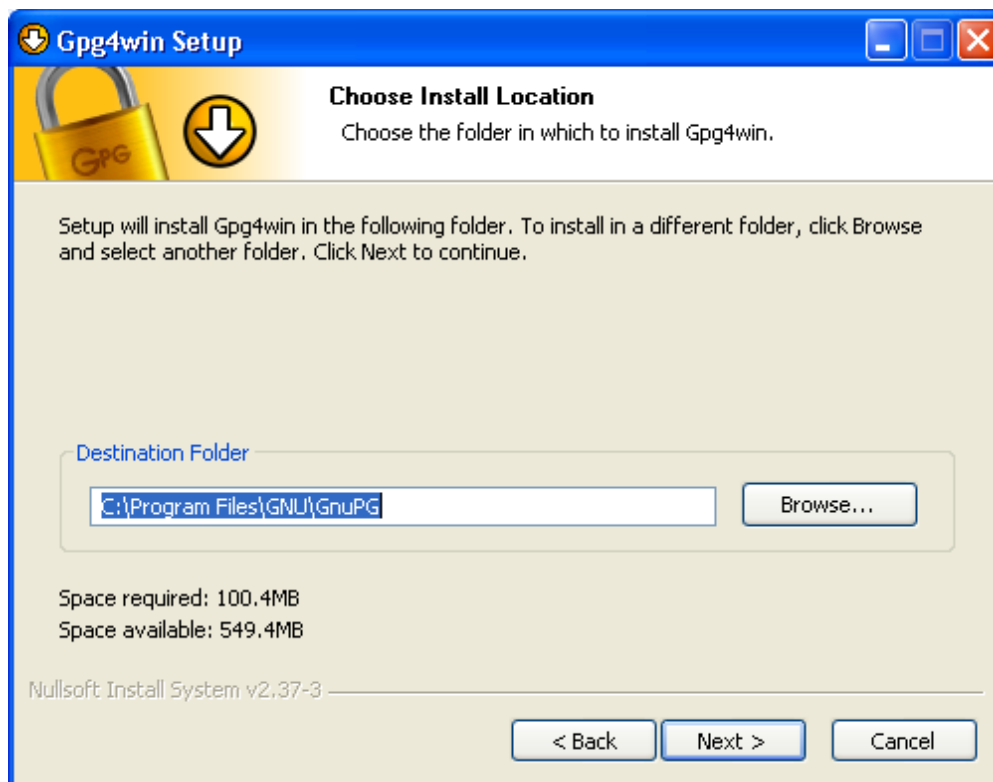 Gpg4win Setup
GPG
Choose Install Location
Choose the folder in which to install Gpg4win.
Setup will install Gpg4win in the following folder. To install in a different folder, click Browse
and select another folder. Click Next to continue.
Destination Folder
C:\Program Files\GNU\GnuPG
Browse...
Space required: 100.4MB
Space available: 549.4MB
Nullsoft Install System v2.37-3
< Back
Next >
Cancel